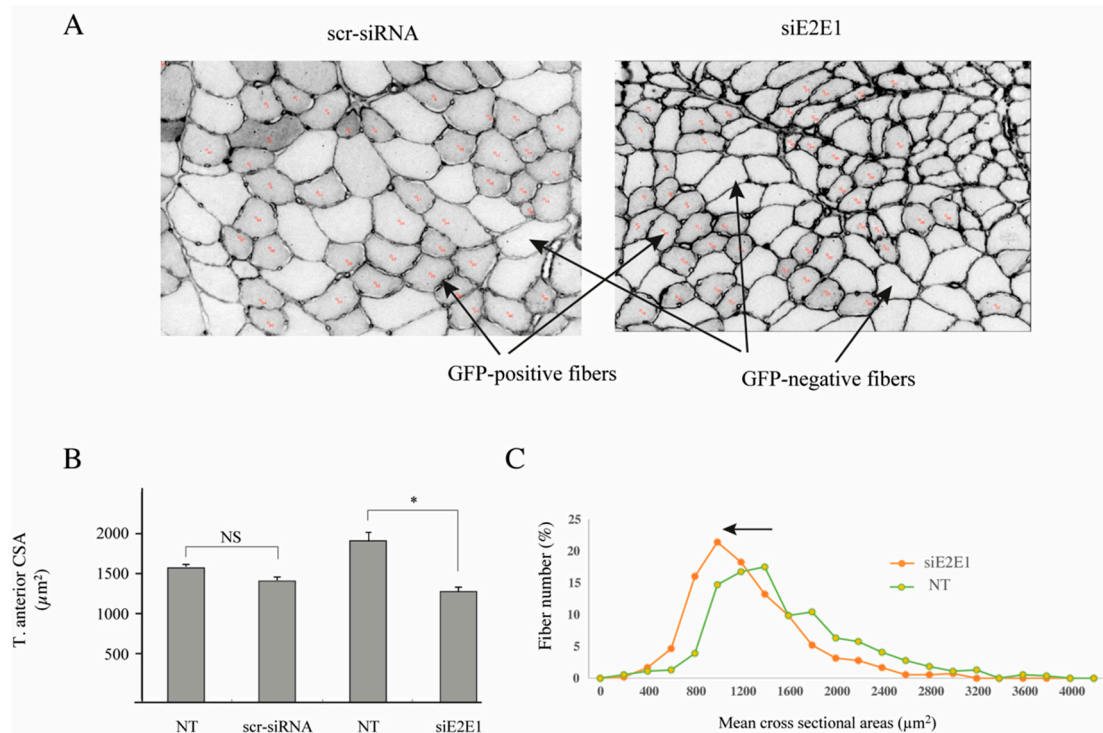 A
scr-siRNA
siE2E1
GFP-positive fibers
GFP-negative fibers
B
T. anterior CSA
(µm²)
2000
1500
1000
500
NS
*
NT
scr-siRNA
NT
siE2E1
C
Fiber number (%)
25
20
15
10
5
0
siE2E1
NT
0 400 800 1200 1600 2000 2400 2800 3200 3600 4000
Mean cross sectional areas (µm²)